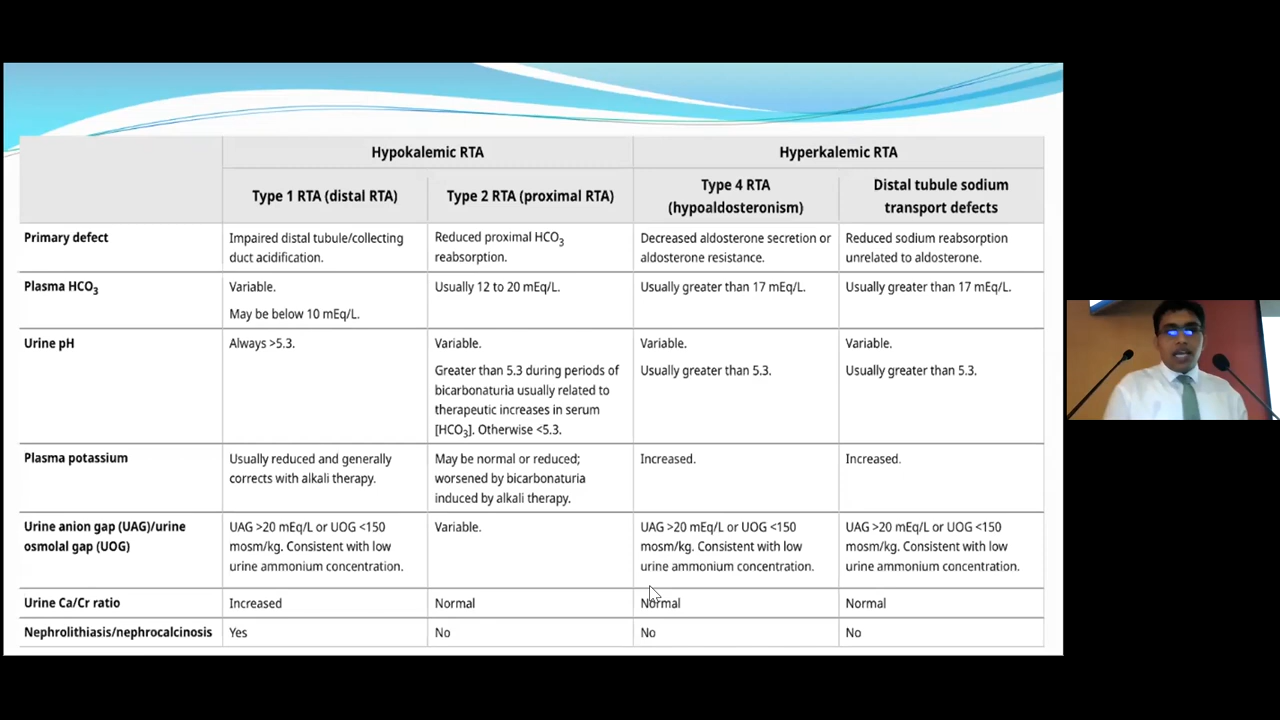 Hypokalemic RTA
Hyperkalemic RTA
Type 1 RTA (distal RTA)
Type 2 RTA (proximal RTA)
Type 4 RTA
(hypoaldosteronism)
Distal tubule sodium
transport defects
Primary defect
Impaired distal tubule/collecting
duct acidification.
Reduced proximal HCO3
reabsorption.
Decreased aldosterone secretion or
aldosterone resistance.
Reduced sodium reabsorption
unrelated to aldosterone.
Plasma HCO3
Variable.
May be below 10 mEq/L.
Usually 12 to 20 mEq/L.
Usually greater than 17 mEq/L.
Usually greater than 17 mEq/L.
Urine pH
Always >5.3.
Variable.
Greater than 5.3 during periods of
bicarbonaturia usually related to
therapeutic increases in serum
[HCO3]. Otherwise <5.3.
Variable.
Usually greater than 5.3.
Variable.
Usually greater than 5.3.
Plasma potassium
Usually reduced and generally
corrects with alkali therapy.
May be normal or reduced;
worsened by bicarbonaturia
induced by alkali therapy.
Increased.
Increased.
Urine anion gap (UAG)/urine
osmolal gap (UOG)
UAG >20 mEq/L or UOG <150
mosm/kg. Consistent with low
urine ammonium concentration.
Variable.
UAG >20 mEq/L or UOG <150
mosm/kg. Consistent with low
urine ammonium concentration.
UAG >20 mEq/L or UOG <150
mosm/kg. Consistent with low
urine ammonium concentration.
Urine Ca/Cr ratio
Increased
Normal
Normal
Normal
Nephrolithiasis/nephrocalcinosis
Yes
No
No
No